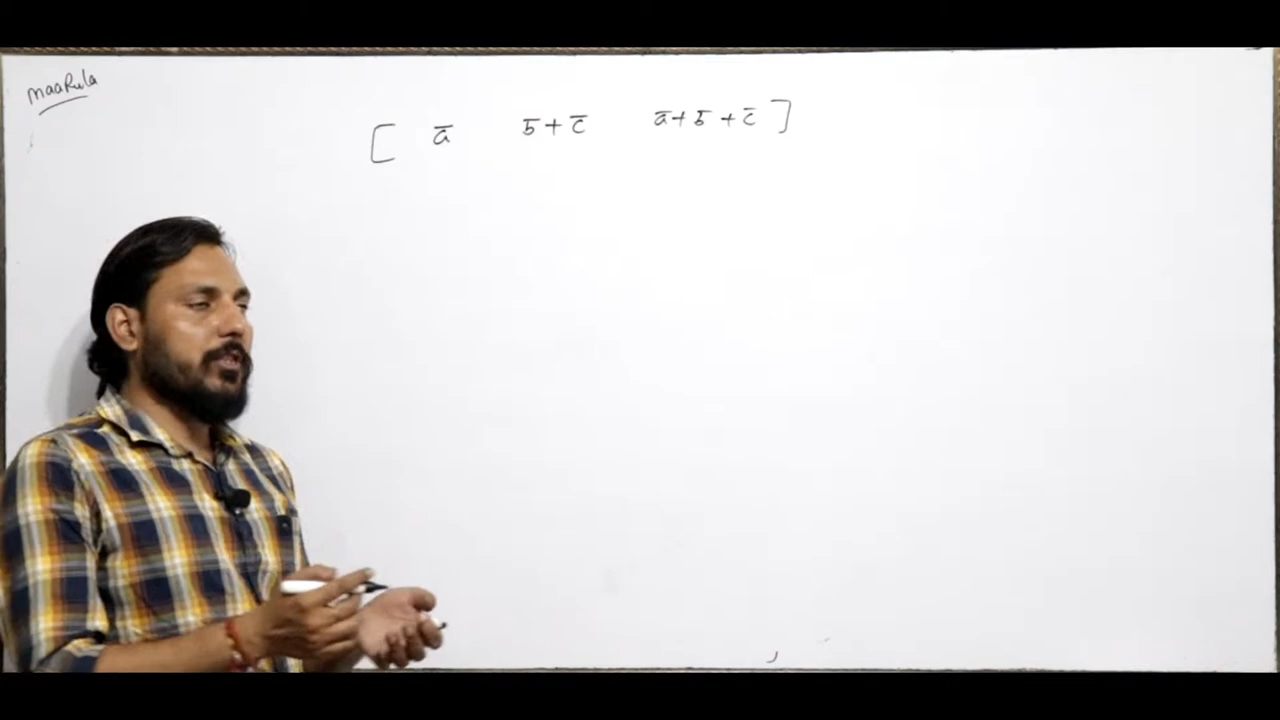 maaRula
[ a̅ b̅ + c̅ a̅ + b̅ + c̅ ]